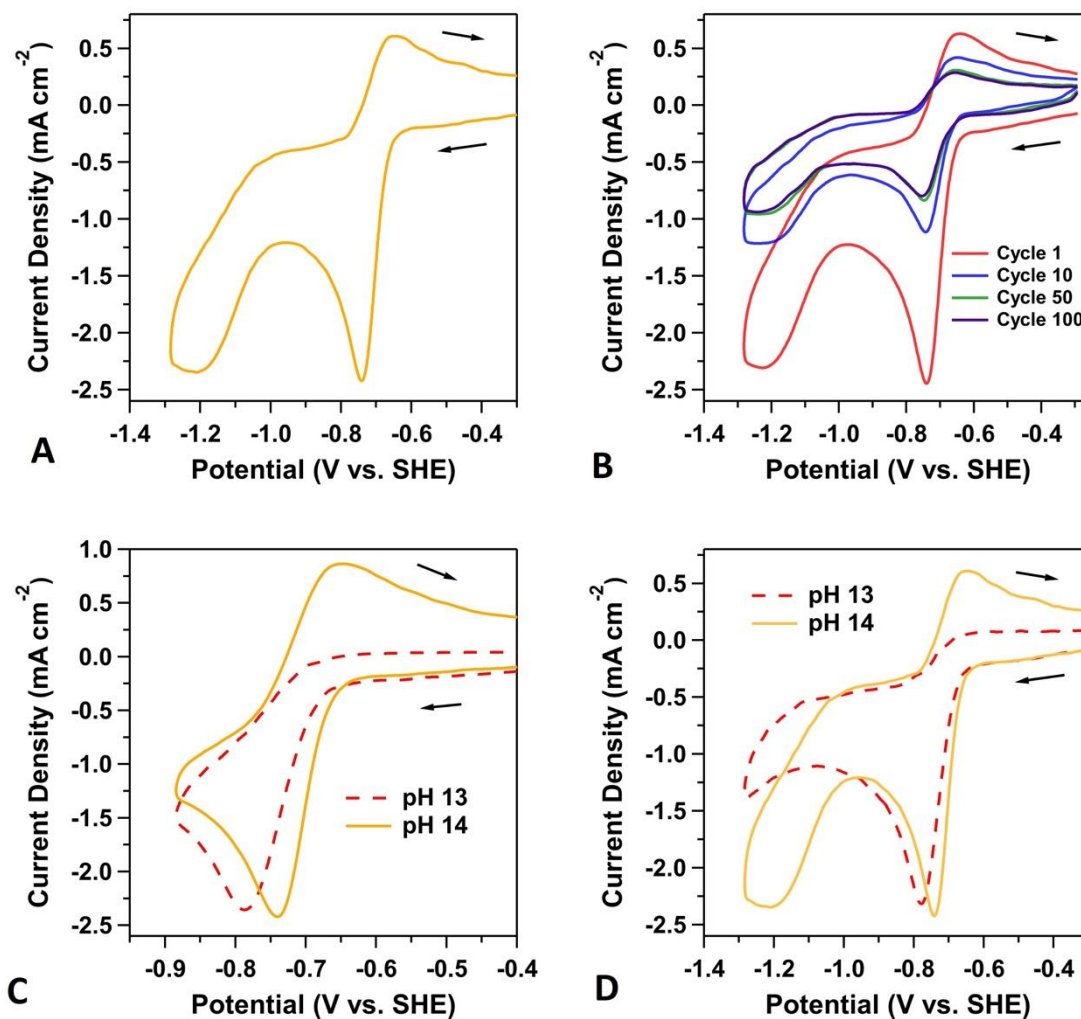 0.5
0.0
-0.5
-1.0
-1.5
-2.0
-2.5
Current Density (mA cm-2)
-1.4 -1.2 -1.0 -0.8 -0.6 -0.4
Potential (V vs. SHE)
A
0.5
0.0
-0.5
-1.0
-1.5
-2.0
-2.5
Current Density (mA cm-2)
Cycle 1
Cycle 10
Cycle 50
Cycle 100
-1.4 -1.2 -1.0 -0.8 -0.6 -0.4
Potential (V vs. SHE)
B
1.0
0.5
0.0
-0.5
-1.0
-1.5
-2.0
-2.5
Current Density (mA cm-2)
pH 13
pH 14
-0.9 -0.8 -0.7 -0.6 -0.5 -0.4
Potential (V vs. SHE)
C
0.5
0.0
-0.5
-1.0
-1.5
-2.0
-2.5
Current Density (mA cm-2)
pH 13
pH 14
-1.4 -1.2 -1.0 -0.8 -0.6 -0.4
Potential (V vs. SHE)
D